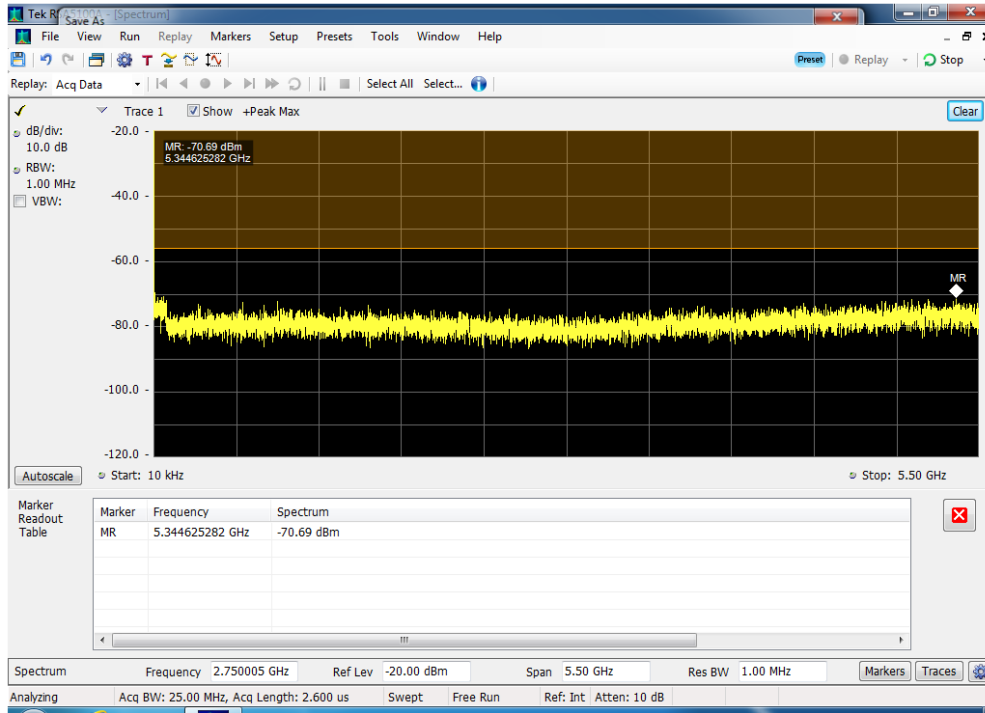 Tek RSA5100A - [Spectrum]
Save As
File View Run Replay Markers Setup Presets Tools Window Help
T Preset Replay Stop
Replay: Acq Data Select All Select...
Trace 1 Show +Peak Max Clear
dB/div:
10.0 dB
RBW:
1.00 MHz
VBW:
-20.0
MR: -70.69 dBm
5.344625282 GHz
-40.0
-60.0
MR
-80.0
-100.0
-120.0
Autoscale Start: 10 kHz Stop: 5.50 GHz
Marker
Readout
Table
Marker Frequency Spectrum
MR 5.344625282 GHz -70.69 dBm
Spectrum Frequency 2.750005 GHz Ref Lev -20.00 dBm Span 5.50 GHz Res BW 1.00 MHz Markers Traces
Analyzing Acq BW: 25.00 MHz, Acq Length: 2.600 us Swept Free Run Ref: Int Atten: 10 dB